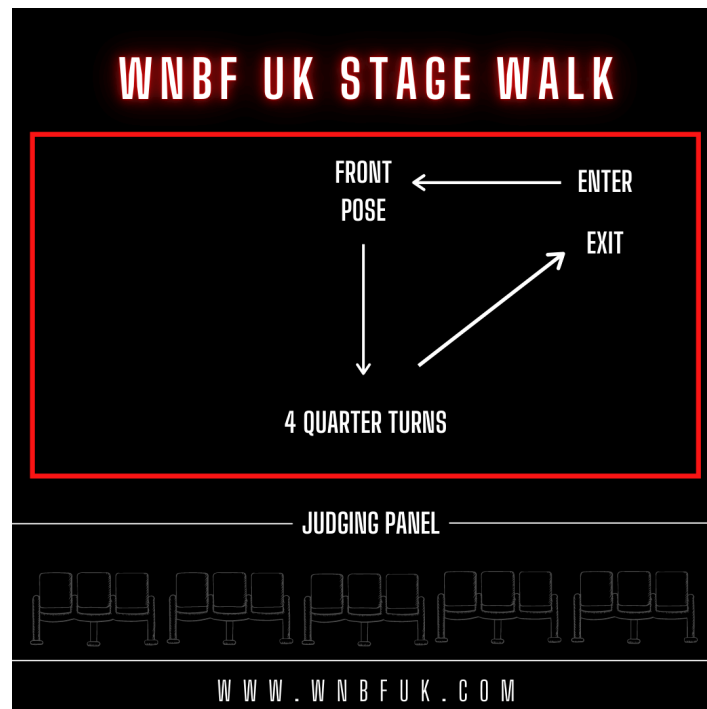 WNBF UK STAGE WALK
FRONT
POSE
ENTER
EXIT
4 QUARTER TURNS
JUDGING PANEL
WWW.WNBFUK.COM